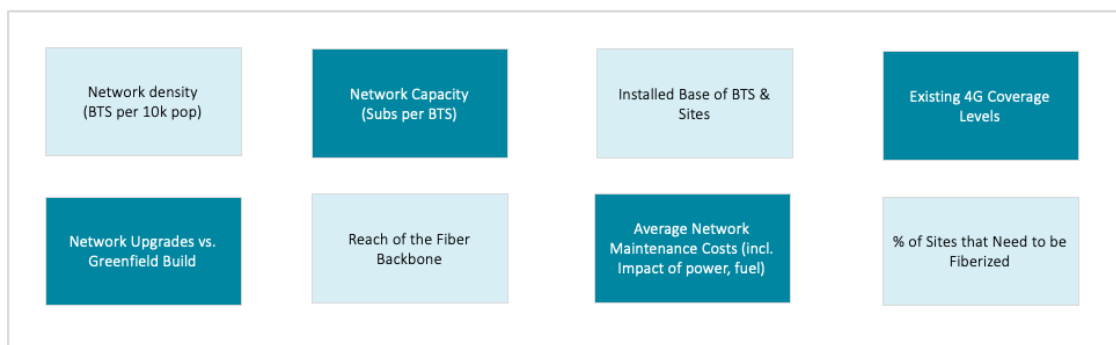 Network density
(BTS per 10k pop)
Network Capacity
(Subs per BTS)
Installed Base of BTS &
Sites
Existing 4G Coverage
Levels
Network Upgrades vs.
Greenfield Build
Reach of the Fiber
Backbone
Average Network
Maintenance Costs (incl.
Impact of power, fuel)
% of Sites that Need to be
Fiberized